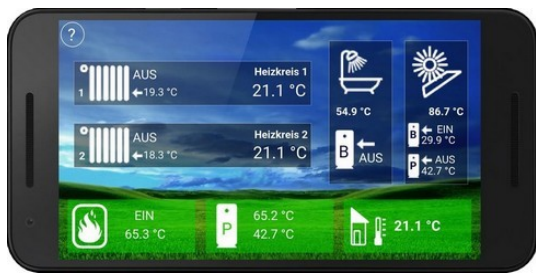 ?
AUS
Heizkreis 1
1
←19.3 °C
21.1 °C
AUS
Heizkreis 2
2
←18.3 °C
21.1 °C
54.9 °C
B
← AUS
86.7 °C
B ← EIN
29.9 °C
P ← AUS
42.7 °C
EIN
65.3 °C
P
65.2 °C
42.7 °C
21.1 °C